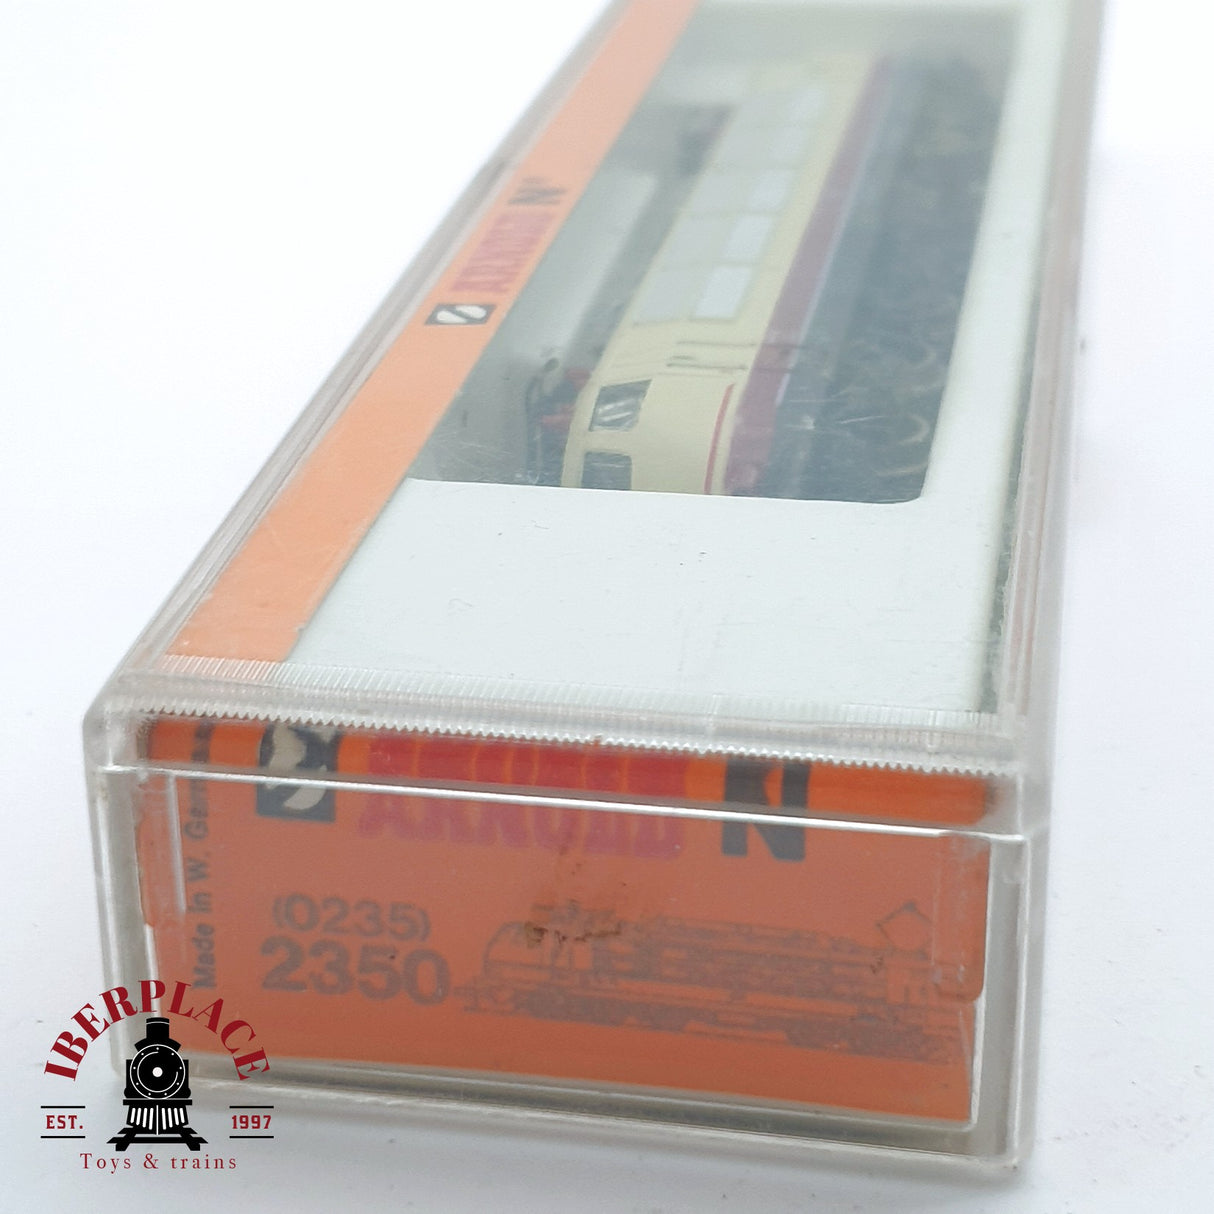 ARNOLD N
ARNOLD N
Made in W. Germany
(0235)
2350
IBERPLACE
EST. 1997
Toys & trains